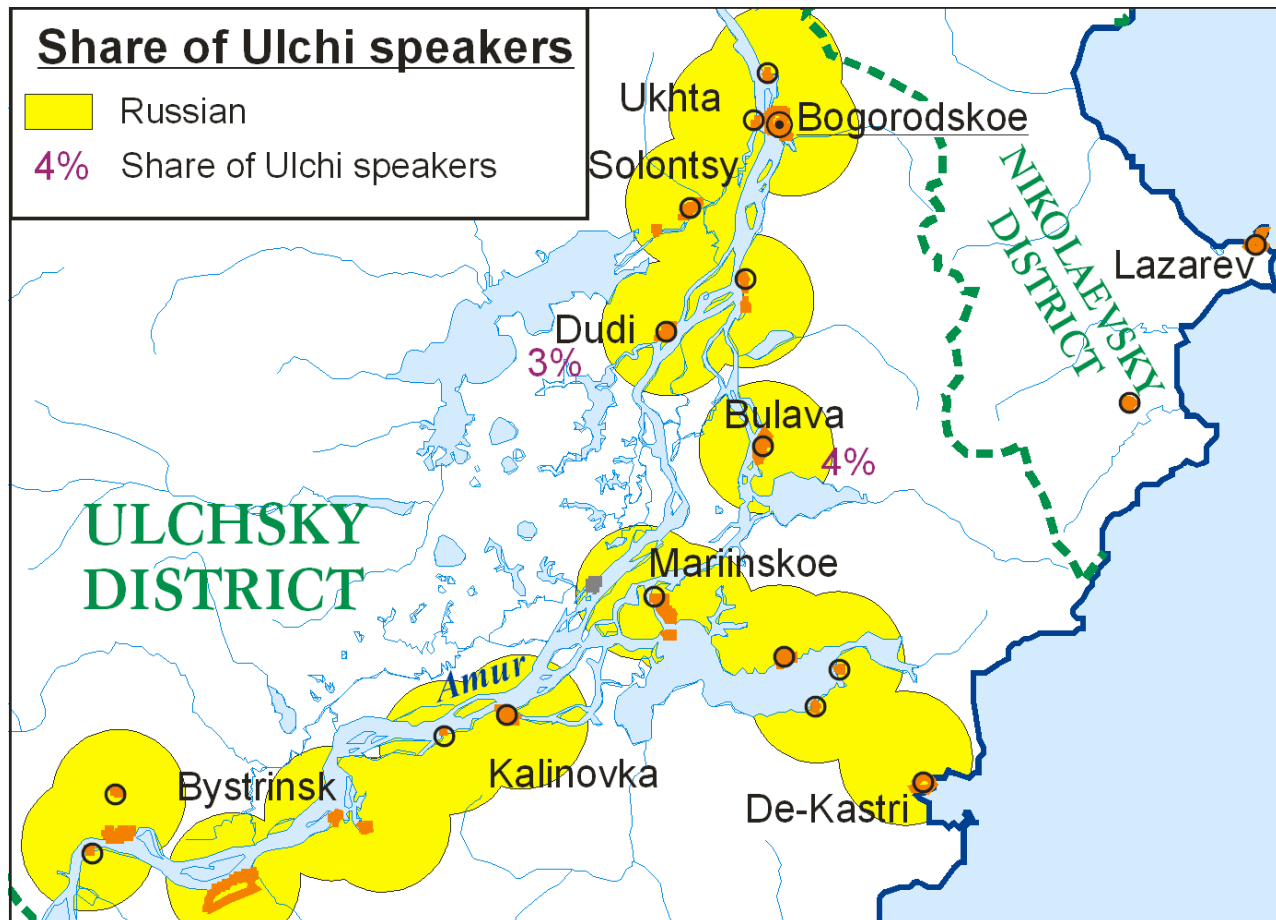 Share of Ulchi speakers
Russian
4% Share of Ulchi speakers
Ukhta
Bogorodskoe
Solontsy
NIKOLAEVSKY
DISTRICT
Lazarev
Dudi
3%
Bulava
4%
ULCHSKY
DISTRICT
Mariinskoe
Amur
Bystrinsk
Kalinovka
De-Kastri